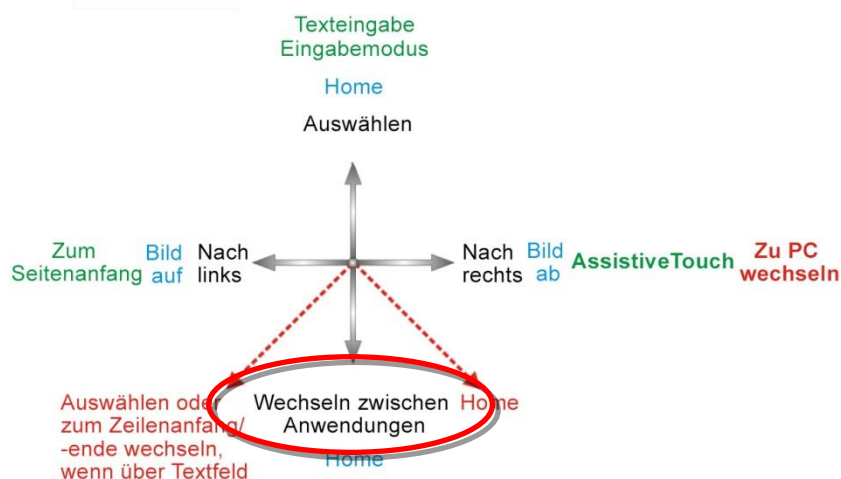 Texteingabe
Eingabemodus
Home
Auswählen
Zum
Seitenanfang
Bild
auf
Nach
links
Nach
rechts
Bild
ab
AssistiveTouch
Zu PC
wechseln
Auswählen oder
zum Zeilenanfang/
-ende wechseln,
wenn über Textfeld
Wechseln zwischen
Anwendungen
Home
Home